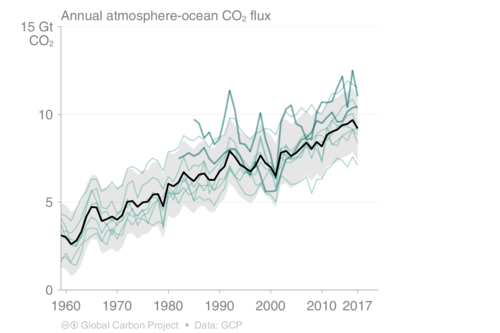 Annual atmosphere-ocean CO₂ flux
15 Gt
CO₂
10
5
0
1960 1970 1980 1990 2000 2010 2017
Global Carbon Project • Data: GCP